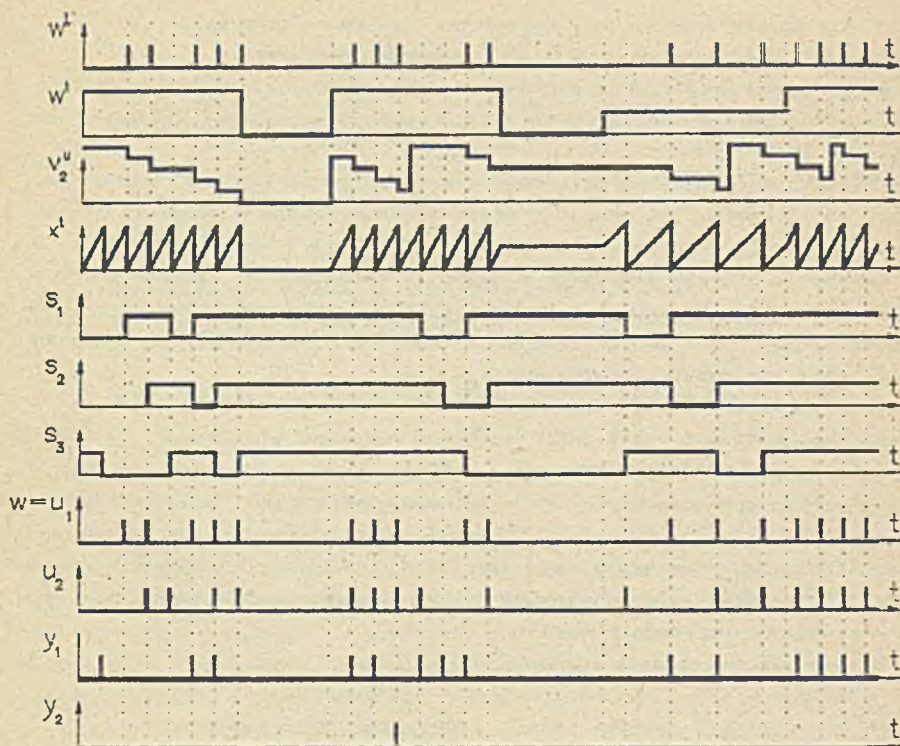 w^L t
w^t t
v_2^u t
x^t t
s_1 t
s_2 t
s_3 t
w=u_1 t
u_2 t
y_1 t
y_2 t